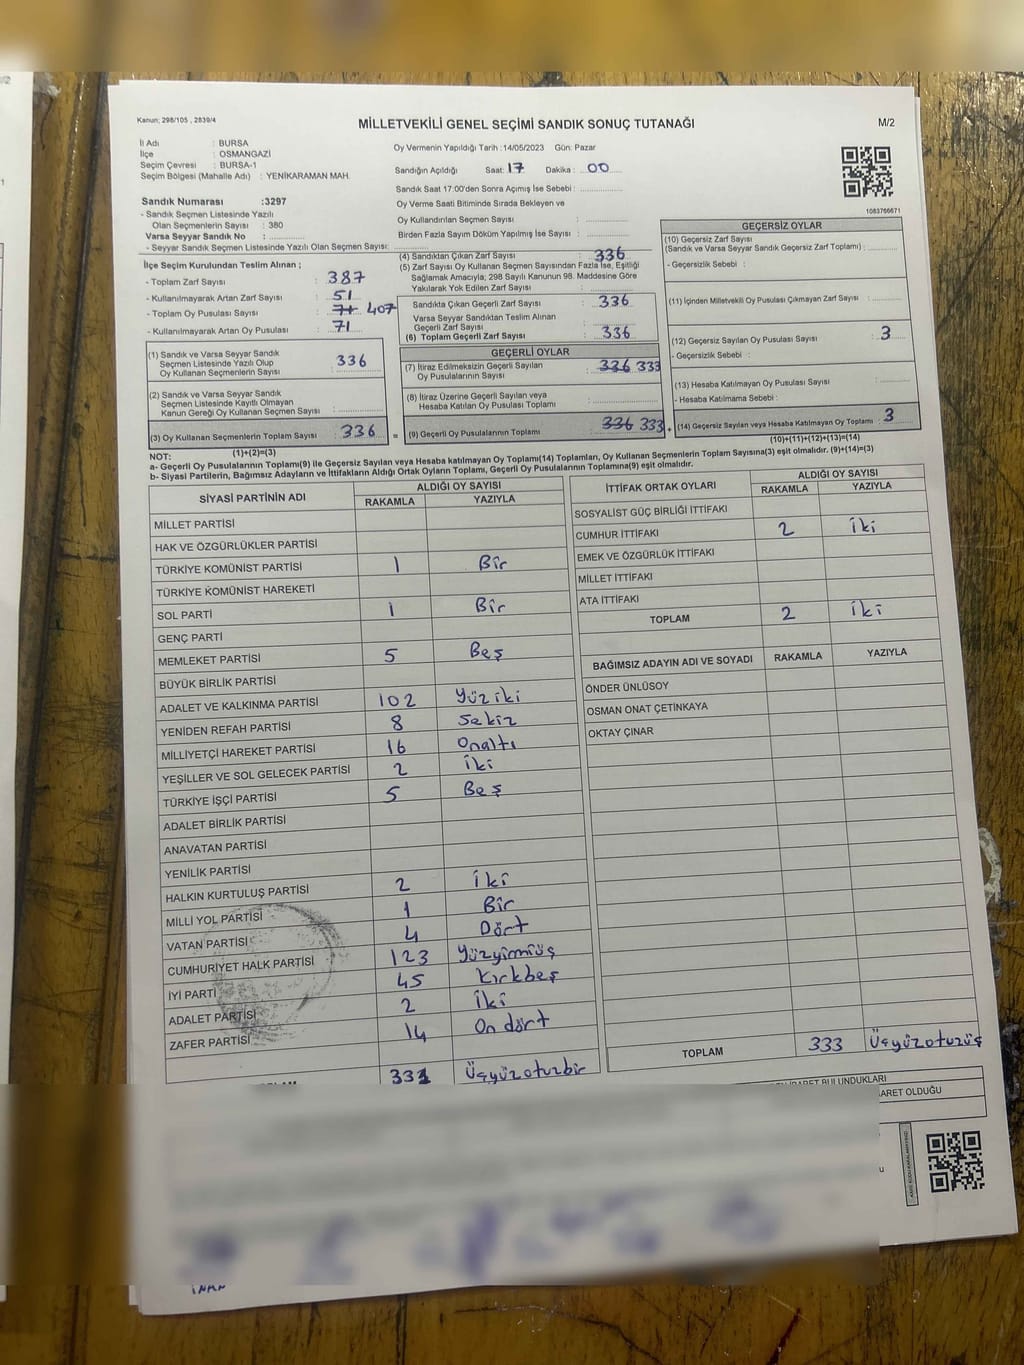 Kanun; 298/105 , 2839/4
MİLLETVEKİLİ GENEL SEÇİMİ SANDIK SONUÇ TUTANAĞI
M/2
İl Adı : BURSA
İlçe : OSMANGAZİ
Seçim Çevresi : BURSA-1
Seçim Bölgesi (Mahalle Adı) : YENİKARAMAN MAH.
Oy Vermenin Yapıldığı Tarih :14/05/2023 Gün: Pazar
Sandığın Açıldığı Saat: 17 Dakika : 00
Sandık Saat 17:00'den Sonra Açımış İse Sebebi :
Oy Verme Saati Bitiminde Sırada Bekleyen ve
Oy Kullandırılan Seçmen Sayısı :
Birden Fazla Sayım Döküm Yapılmış İse Sayısı :
1083766671
Sandık Numarası :3297
- Sandık Seçmen Listesinde Yazılı
Olan Seçmenlerin Sayısı : 380
Varsa Seyyar Sandık No :
- Seyyar Sandık Seçmen Listesinde Yazılı Olan Seçmen Sayısı:
İlçe Seçim Kurulundan Teslim Alınan ;
- Toplam Zarf Sayısı : 387
- Kullanılmayarak Artan Zarf Sayısı : 51
- Toplam Oy Pusulası Sayısı : 71 407
- Kullanılmayarak Artan Oy Pusulası : 71
(1) Sandık ve Varsa Seyyar Sandık
Seçmen Listesinde Yazılı Olup
Oy Kullanan Seçmenlerin Sayısı : 336
(2) Sandık ve Varsa Seyyar Sandık
Seçmen Listesinde Kayıtlı Olmayan
Kanun Gereği Oy Kullanan Seçmen Sayısı :
(3) Oy Kullanan Seçmenlerin Toplam Sayısı : 336
(1)+(2)=(3)
(4) Sandıktan Çıkan Zarf Sayısı : 336
(5) Zarf Sayısı Oy Kullanan Seçmen Sayısından Fazla İse, Eşitliği
Sağlamak Amacıyla; 298 Sayılı Kanunun 98. Maddesine Göre
Yakılarak Yok Edilen Zarf Sayısı :
Sandıkta Çıkan Geçerli Zarf Sayısı : 336
Varsa Seyyar Sandıktan Teslim Alınan
Geçerli Zarf Sayısı :
(6) Toplam Geçerli Zarf Sayısı : 336
GEÇERLİ OYLAR
(7) İtiraz Edilmeksizin Geçerli Sayılan
Oy Pusulalarının Sayısı : 336 333
(8) İtiraz Üzerine Geçerli Sayılan veya
Hesaba Katılan Oy Pusulası Toplamı :
= (9) Geçerli Oy Pusulalarının Toplamı 336 333
GEÇERSİZ OYLAR
(10) Geçersiz Zarf Sayısı
(Sandık ve Varsa Seyyar Sandık Geçersiz Zarf Toplamı) :
- Geçersizlik Sebebi :
(11) İçinden Milletvekili Oy Pusulası Çıkmayan Zarf Sayısı :
(12) Geçersiz Sayılan Oy Pusulası Sayısı : 3
- Geçersizlik Sebebi :
(13) Hesaba Katılmayan Oy Pusulası Sayısı :
- Hesaba Katılmama Sebebi :
(14) Geçersiz Sayılan veya Hesaba Katılmayan Oy Toplamı : 3
(10)+(11)+(12)+(13)=(14)
NOT:
a- Geçerli Oy Pusulalarının Toplamı(9) ile Geçersiz Sayılan veya Hesaba katılmayan Oy Toplamı(14) Toplamları, Oy Kullanan Seçmenlerin Toplam Sayısına(3) eşit olmalıdır. (9)+(14)=(3)
b- Siyasi Partilerin, Bağımsız Adayların ve İttifakların Aldığı Ortak Oyların Toplamı, Geçerli Oy Pusulalarının Toplamına(9) eşit olmalıdır.
SİYASİ PARTİNİN ADI
ALDIĞI OY SAYISI
RAKAMLA YAZIYLA
MİLLET PARTİSİ
HAK VE ÖZGÜRLÜKLER PARTİSİ
TÜRKİYE KOMÜNİST PARTİSİ 1 Bir
TÜRKİYE KOMÜNİST HAREKETİ
SOL PARTİ 1 Bir
GENÇ PARTİ
MEMLEKET PARTİSİ 5 Beş
BÜYÜK BİRLİK PARTİSİ
ADALET VE KALKINMA PARTİSİ 102 Yüz iki
YENİDEN REFAH PARTİSİ 8 Sekiz
MİLLİYETÇİ HAREKET PARTİSİ 16 Onaltı
YEŞİLLER VE SOL GELECEK PARTİSİ 2 İki
TÜRKİYE İŞÇİ PARTİSİ 5 Beş
ADALET BİRLİK PARTİSİ
ANAVATAN PARTİSİ
YENİLİK PARTİSİ
HALKIN KURTULUŞ PARTİSİ 2 İki
MİLLİ YOL PARTİSİ 1 Bir
VATAN PARTİSİ 4 Dört
CUMHURİYET HALK PARTİSİ 123 Yüzyirmiüç
İYİ PARTİ 45 Kırkbeş
ADALET PARTİSİ 2 İki
ZAFER PARTİSİ 14 On dört
331 Üçyüzotuzbir
İTTİFAK ORTAK OYLARI
ALDIĞI OY SAYISI
RAKAMLA YAZIYLA
SOSYALİST GÜÇ BİRLİĞİ İTTİFAKI
CUMHUR İTTİFAKI 2 İki
EMEK VE ÖZGÜRLÜK İTTİFAKI
MİLLET İTTİFAKI
ATA İTTİFAKI
TOPLAM 2 İki
BAĞIMSIZ ADAYIN ADI VE SOYADI RAKAMLA YAZIYLA
ÖNDER ÜNLÜSOY
OSMAN ONAT ÇETİNKAYA
OKTAY ÇINAR
TOPLAM 333 Üçyüzotuzüç
BULUNDUKLARI
ARET OLDUĞU
İNAN